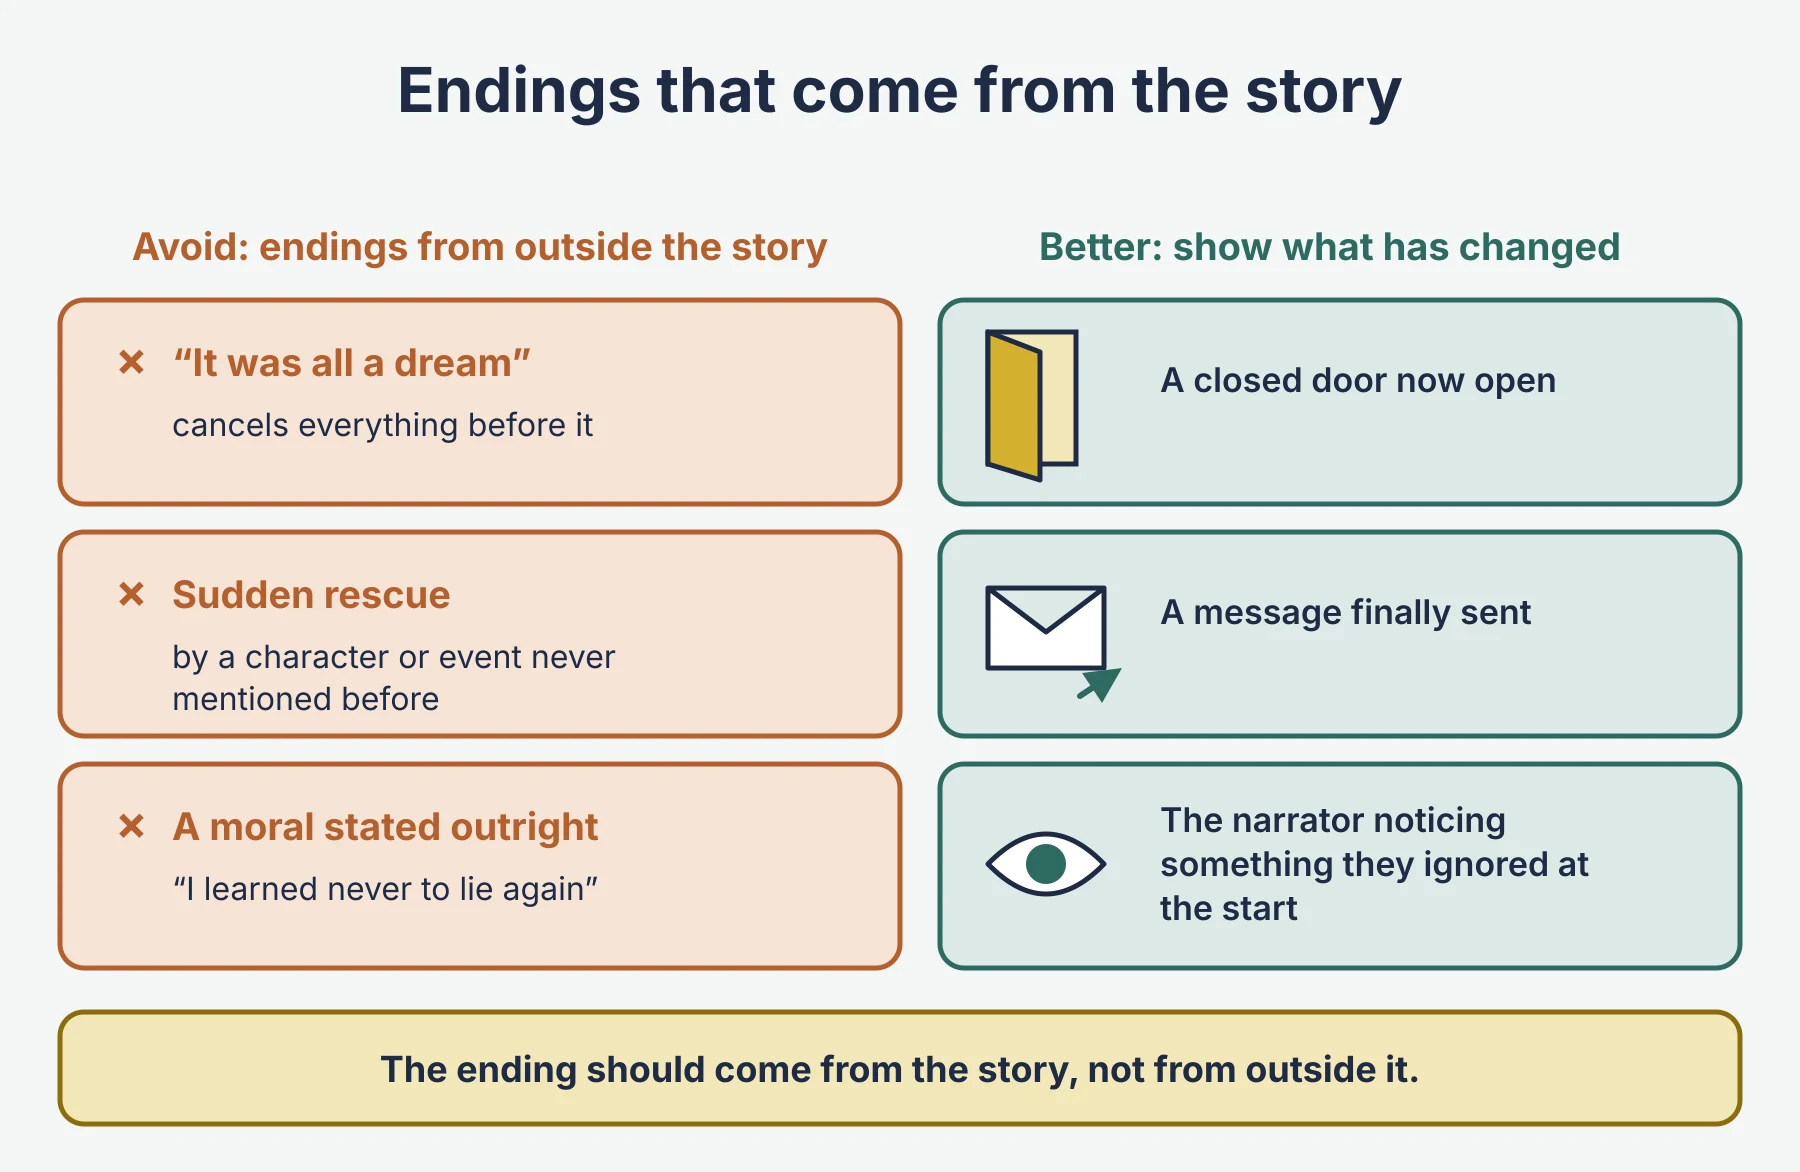 Endings that come from the story
Avoid: endings from outside the story
× “It was all a dream”
cancels everything before it
× Sudden rescue
by a character or event never
mentioned before
× A moral stated outright
“I learned never to lie again”
Better: show what has changed
A closed door now open
A message finally sent
The narrator noticing
something they ignored at
the start
The ending should come from the story, not from outside it.